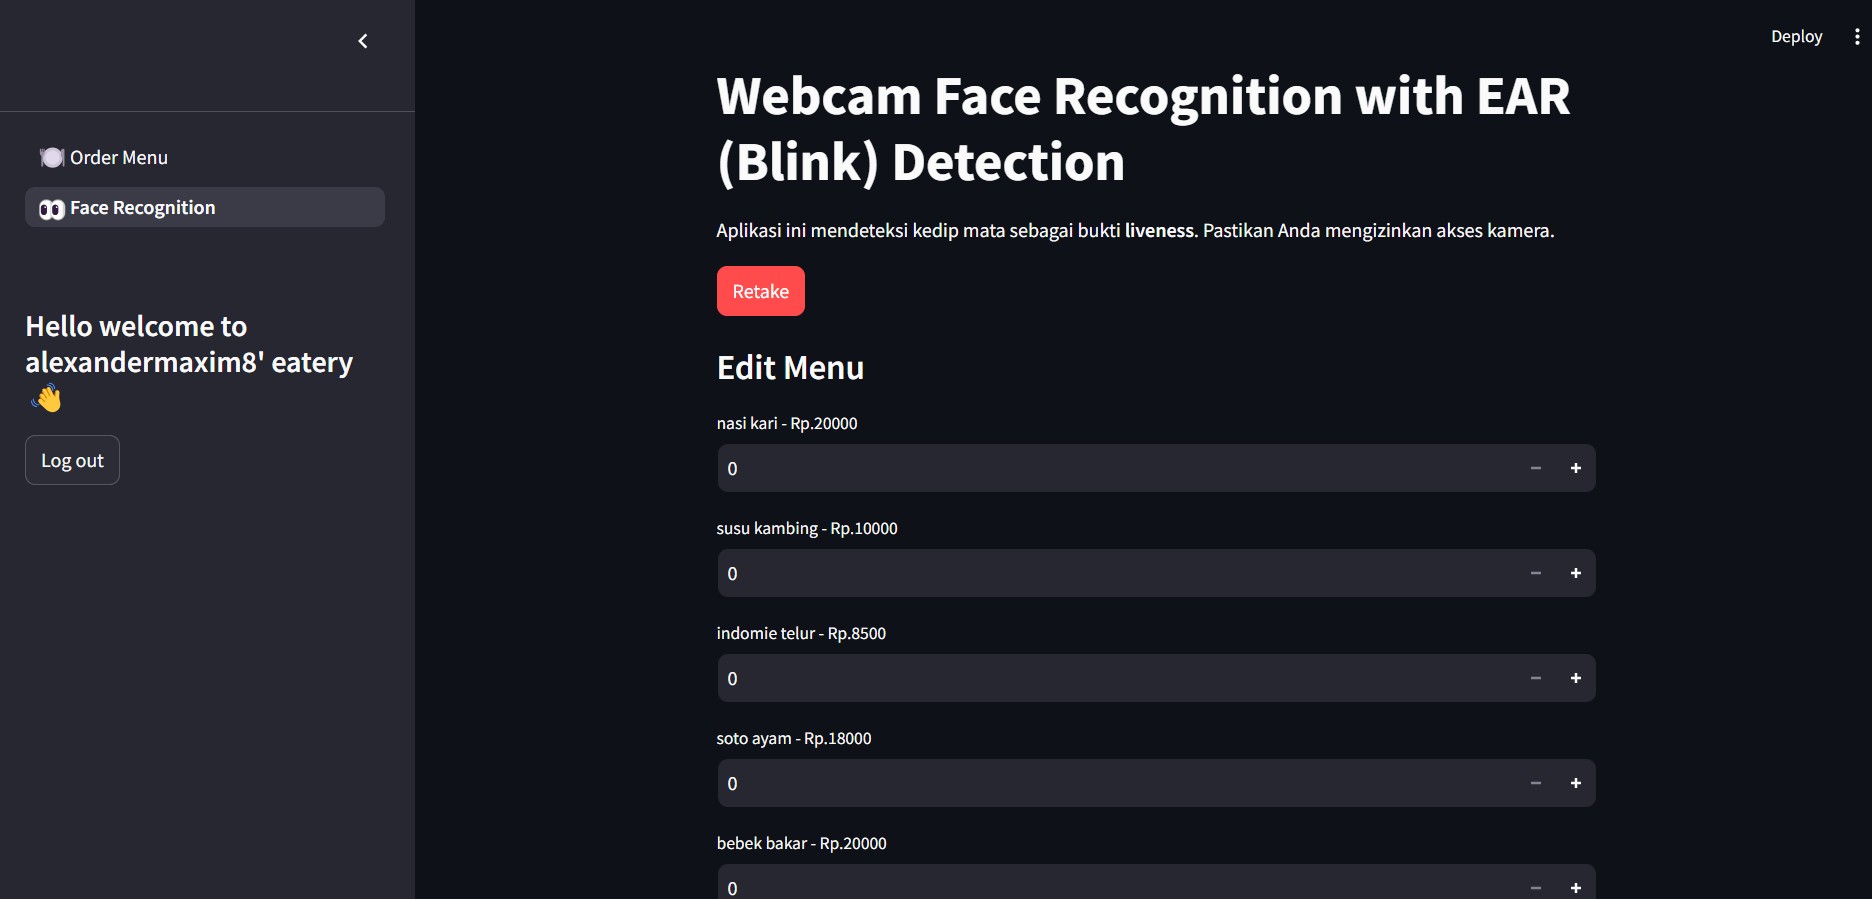 Deploy
Order Menu
Face Recognition
Hello welcome to
alexandermaxim8' eatery
Log out
Webcam Face Recognition with EAR
(Blink) Detection
Aplikasi ini mendeteksi kedip mata sebagai bukti liveness. Pastikan Anda mengizinkan akses kamera.
Retake
Edit Menu
nasi kari - Rp.20000
0
susu kambing - Rp.10000
0
indomie telur - Rp.8500
0
soto ayam - Rp.18000
0
bebek bakar - Rp.20000
0